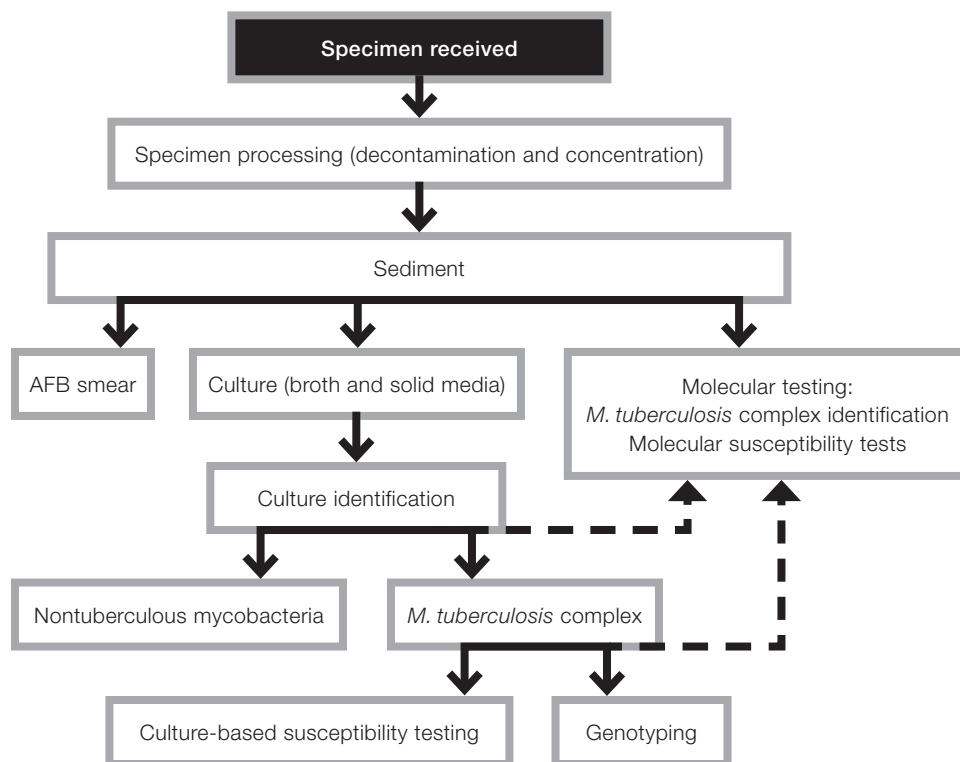 Specimen received
Specimen processing (decontamination and concentration)
Sediment
AFB smear
Culture (broth and solid media)
Molecular testing:
M. tuberculosis complex identification
Molecular susceptibility tests
Culture identification
Nontuberculous mycobacteria
M. tuberculosis complex
Culture-based susceptibility testing
Genotyping